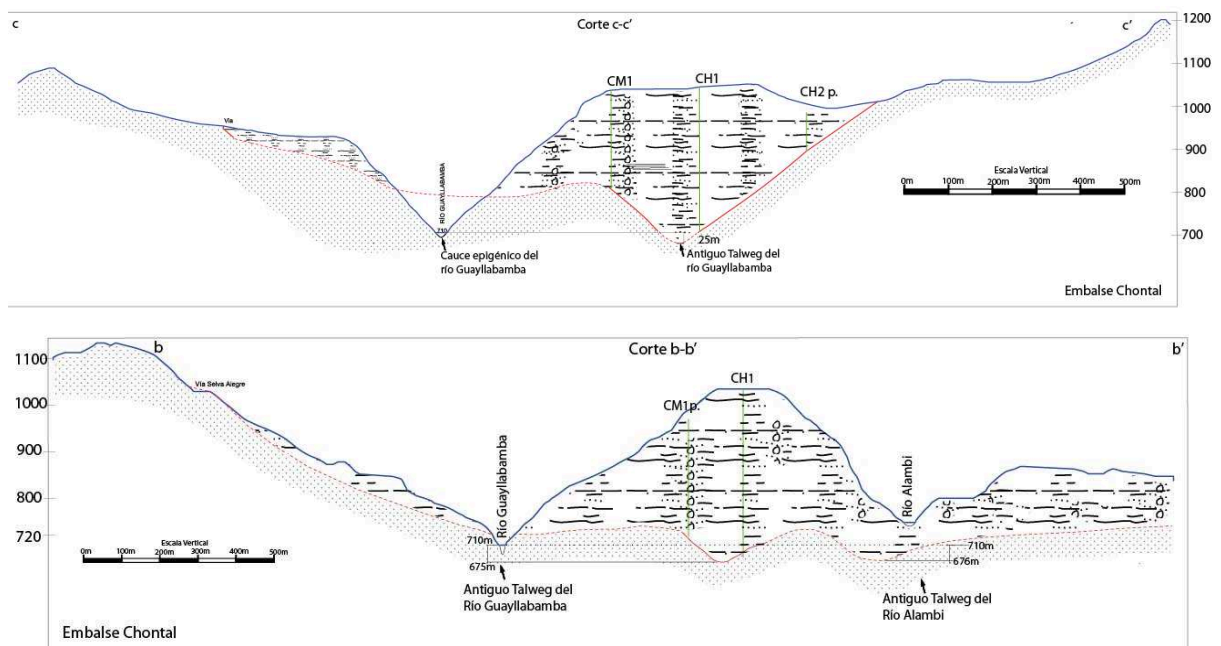 c
Corte c-c'
c'
1200
1100
1000
900
800
700
CM1
CH1
CH2 p.
Vía
RÍO GUAYLLABAMBA
710
Escala Vertical
0m 100m 200m 300m 400m 500m
Cauce epigénico del
río Guayllabamba
25m
Antiguo Talweg del
río Guayllabamba
Embalse Chontal
b
Corte b-b'
b'
1100
1000
900
800
720
Vía Selva Alegre
CM1p.
CH1
Río Guayllabamba
Río Alambi
Escala Vertical
0m 100m 200m 300m 400m 500m
710m
675m
710m
676m
Antiguo Talweg del
Río Guayllabamba
Antiguo Talweg del
Río Alambi
Embalse Chontal